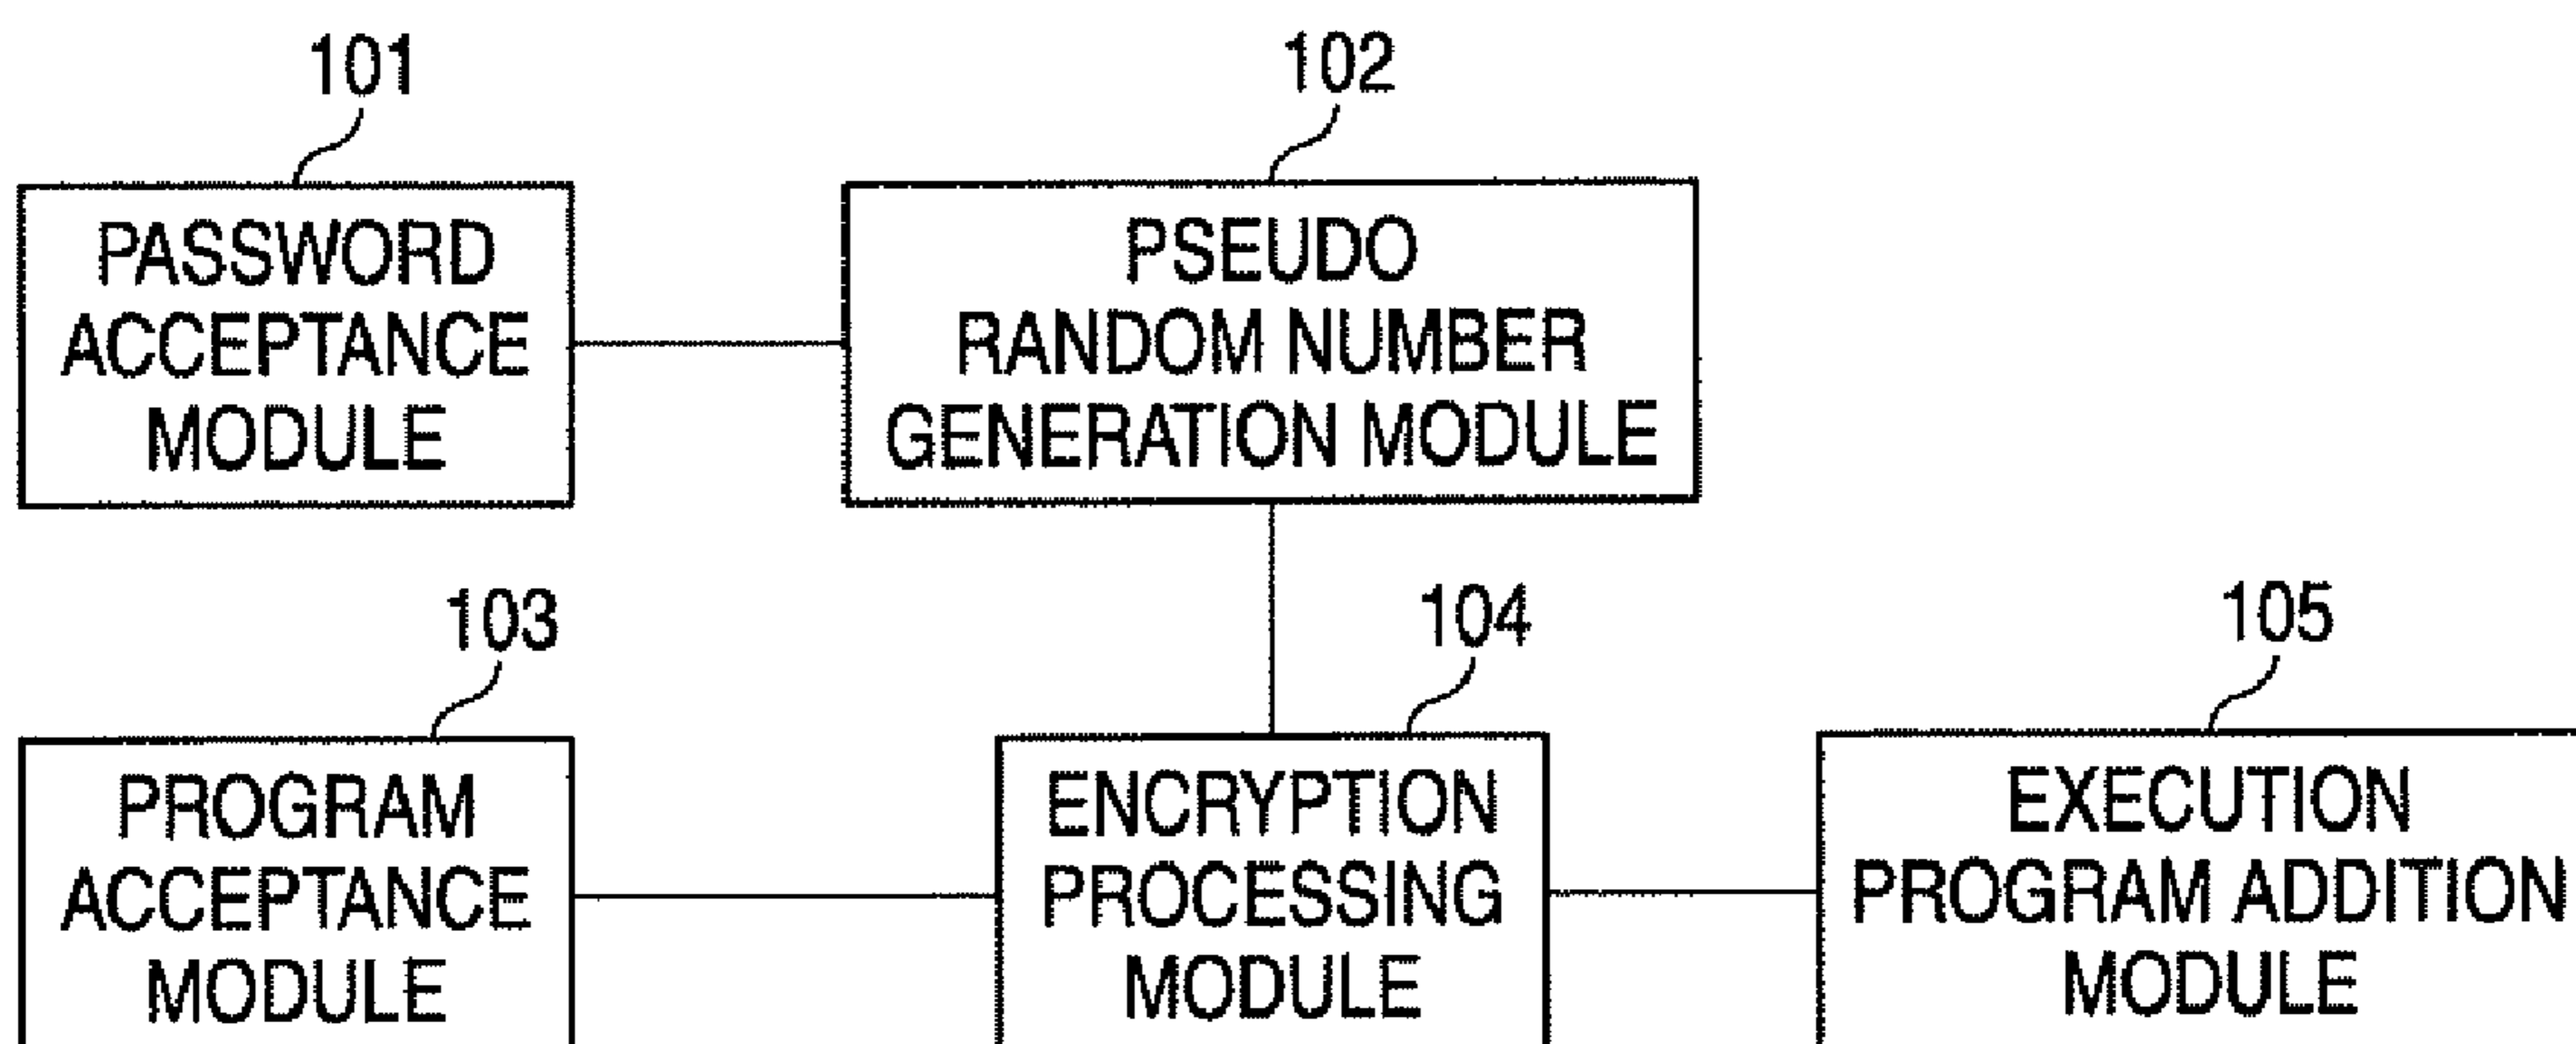 101
PASSWORD
ACCEPTANCE
MODULE
102
PSEUDO
RANDOM NUMBER
GENERATION MODULE
103
PROGRAM
ACCEPTANCE
MODULE
104
ENCRYPTION
PROCESSING
MODULE
105
EXECUTION
PROGRAM ADDITION
MODULE